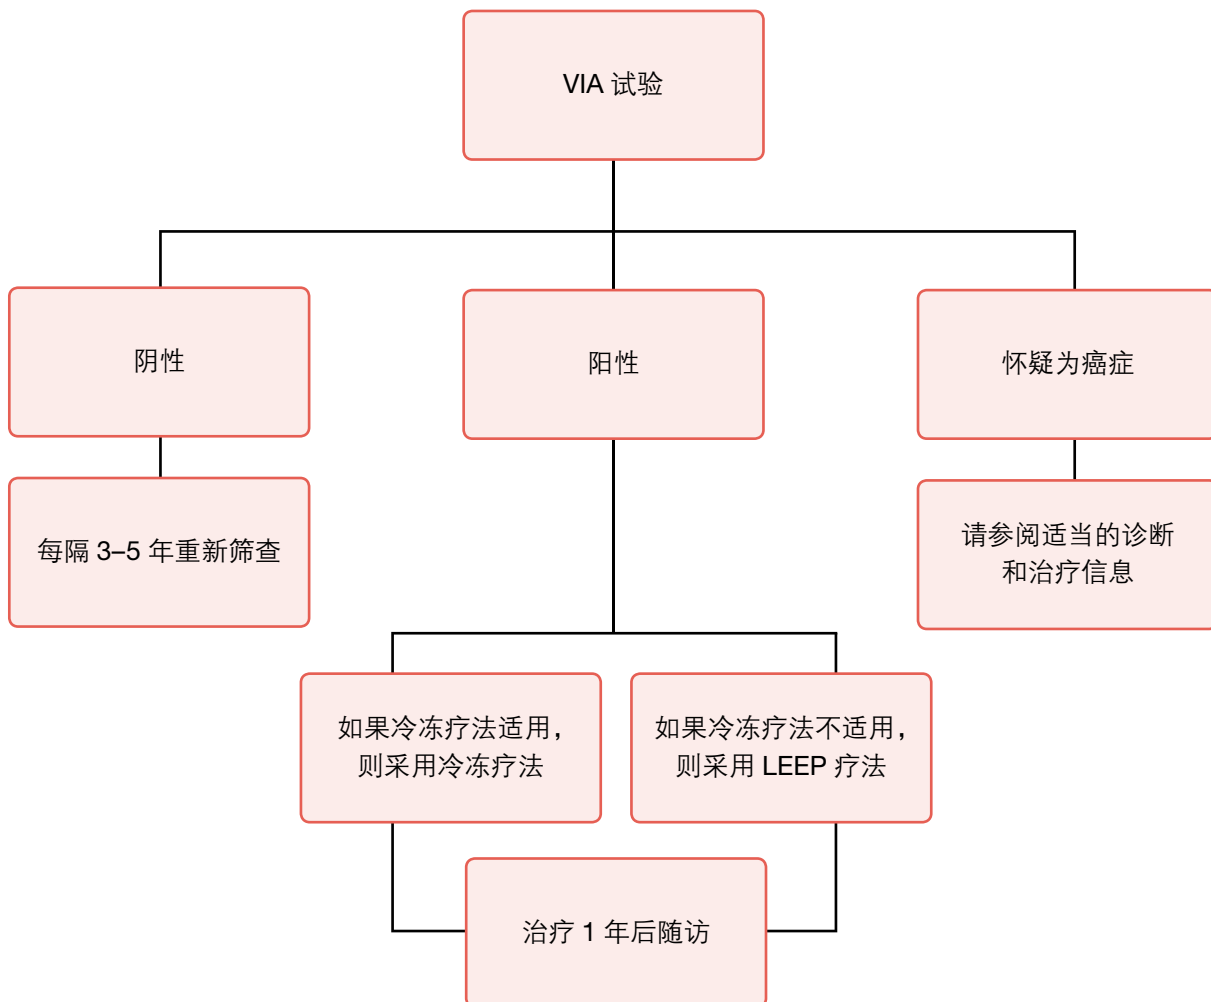 VIA 试验
阴性
阳性
怀疑为癌症
每隔 3–5 年重新筛查
请参阅适当的诊断
和治疗信息
如果冷冻疗法适用，
则采用冷冻疗法
如果冷冻疗法不适用，
则采用 LEEP 疗法
治疗 1 年后随访